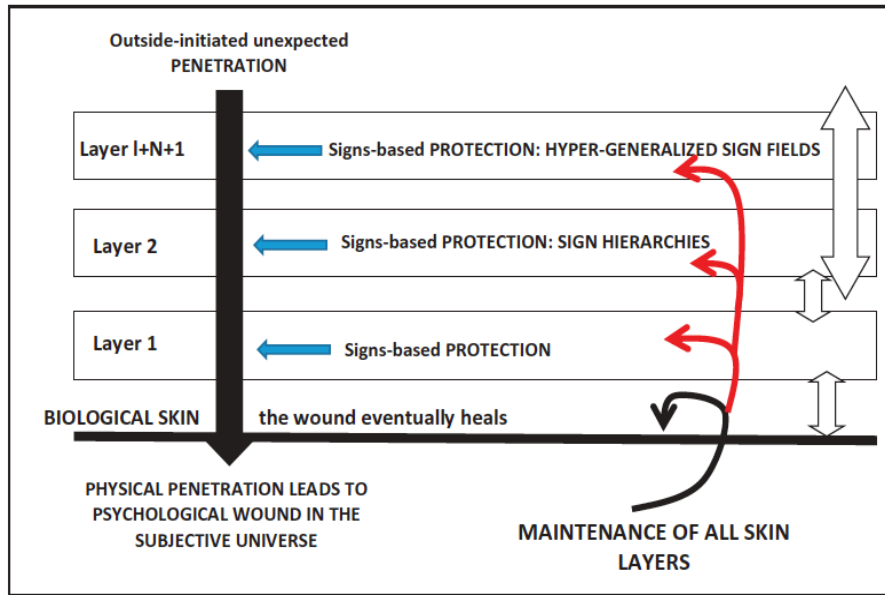 Outside-initiated unexpected
PENETRATION
Layer l+N+1
Signs-based PROTECTION: HYPER-GENERALIZED SIGN FIELDS
Layer 2
Signs-based PROTECTION: SIGN HIERARCHIES
Layer 1
Signs-based PROTECTION
BIOLOGICAL SKIN
the wound eventually heals
PHYSICAL PENETRATION LEADS TO
PSYCHOLOGICAL WOUND IN THE
SUBJECTIVE UNIVERSE
MAINTENANCE OF ALL SKIN
LAYERS